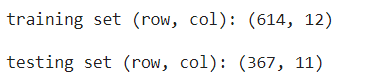 training set (row, col): (614, 12)
testing set (row, col): (367, 11)